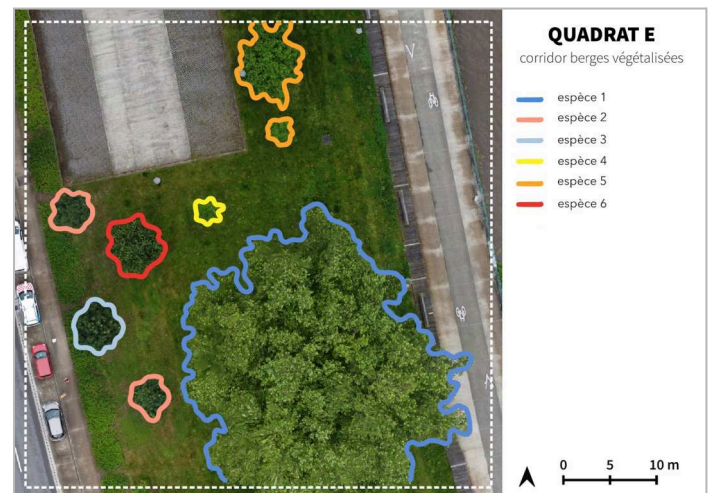 QUADRAT E
corridor berges végétalisées
espèce 1
espèce 2
espèce 3
espèce 4
espèce 5
espèce 6
0 5 10 m